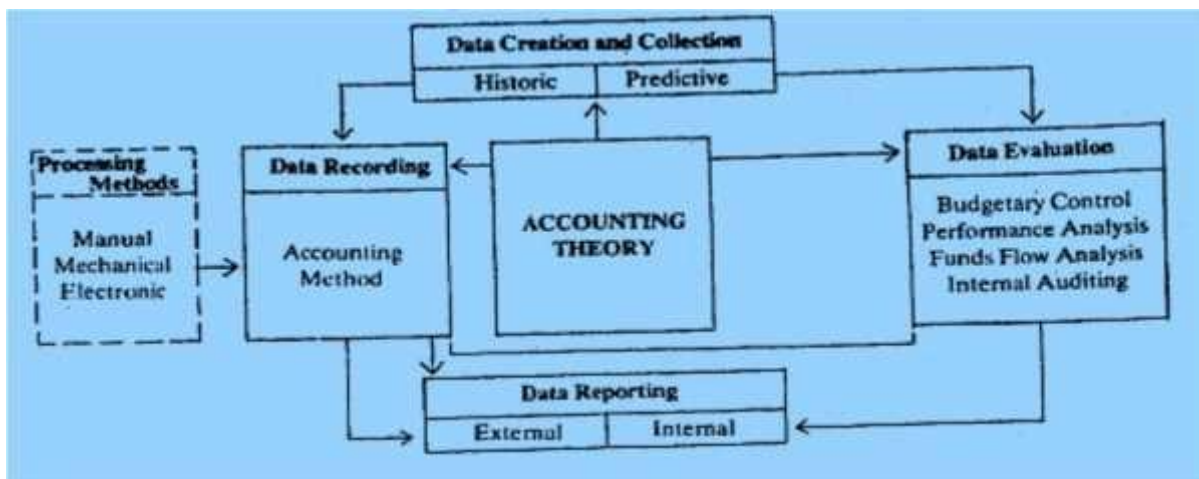 Data Creation and Collection
Historic
Predictive
Processing
Methods
Manual
Mechanical
Electronic
Data Recording
Accounting
Method
ACCOUNTING
THEORY
Data Evaluation
Budgetary Control
Performance Analysis
Funds Flow Analysis
Internal Auditing
Data Reporting
External
Internal